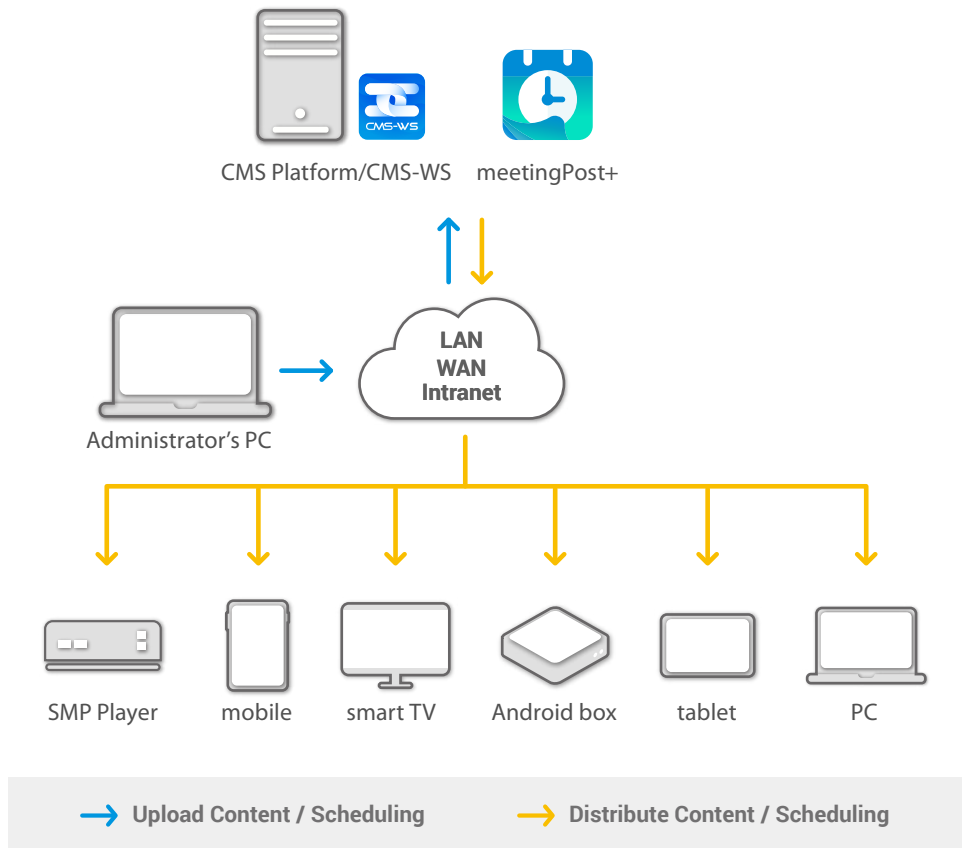 CMS-WS
CMS Platform/CMS-WS
meetingPost+
LAN
WAN
Intranet
Administrator’s PC
SMP Player
mobile
smart TV
Android box
tablet
PC
Upload Content / Scheduling
Distribute Content / Scheduling